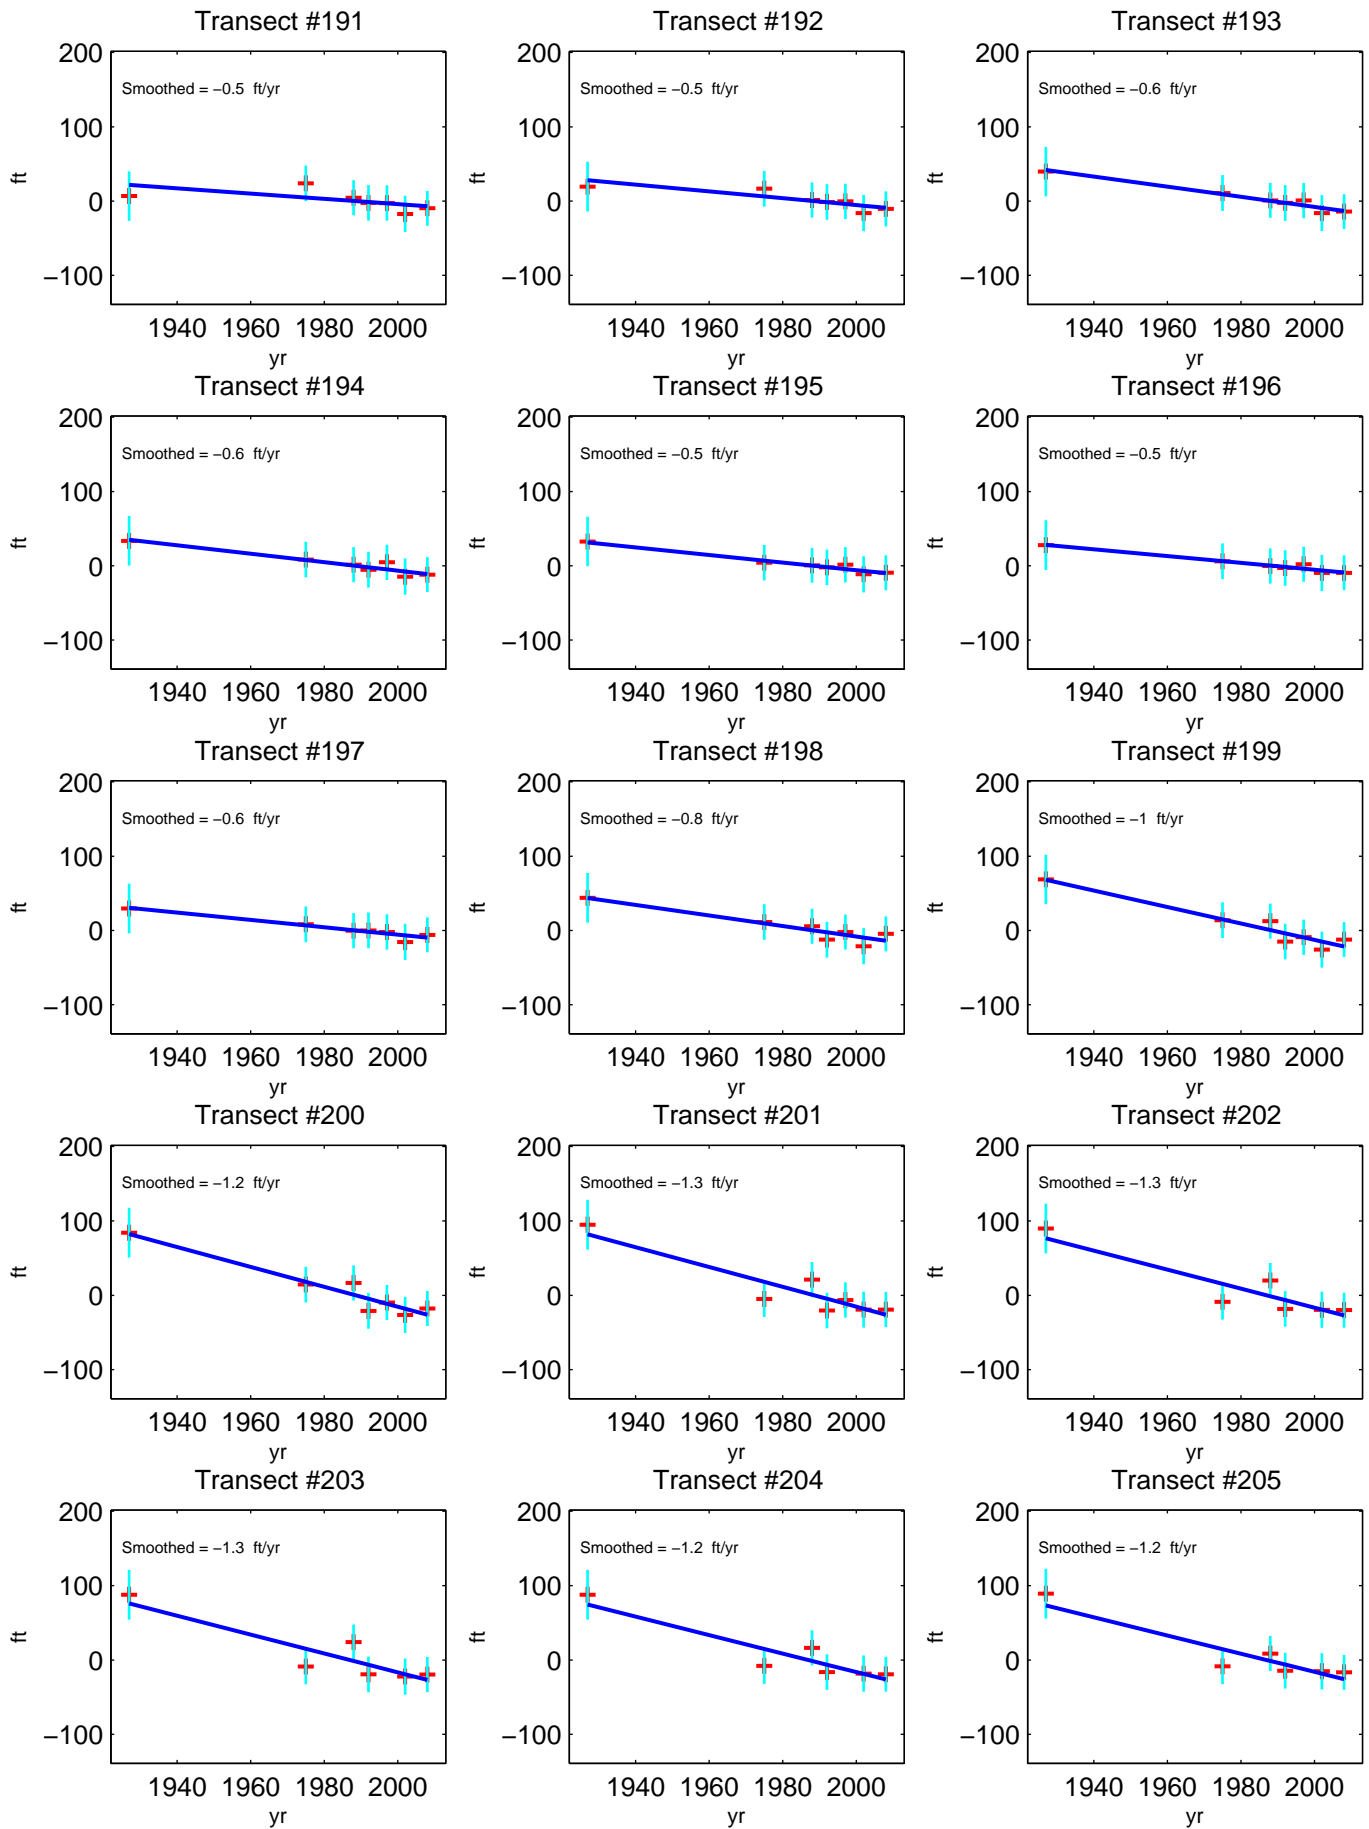 Transect #191 Transect #192 Transect #193
200 200 200
Smoothed = −0.5 ft/yr Smoothed = −0.5 ft/yr Smoothed = −0.6 ft/yr
100 100 100
ft ft ft
0 0 0
−100 −100 −100
1940 1960 1980 2000 1940 1960 1980 2000 1940 1960 1980 2000
yr yr yr
Transect #194 Transect #195 Transect #196
200 200 200
Smoothed = −0.6 ft/yr Smoothed = −0.5 ft/yr Smoothed = −0.5 ft/yr
100 100 100
ft ft ft
0 0 0
−100 −100 −100
1940 1960 1980 2000 1940 1960 1980 2000 1940 1960 1980 2000
yr yr yr
Transect #197 Transect #198 Transect #199
200 200 200
Smoothed = −0.6 ft/yr Smoothed = −0.8 ft/yr Smoothed = −1 ft/yr
100 100 100
ft ft ft
0 0 0
−100 −100 −100
1940 1960 1980 2000 1940 1960 1980 2000 1940 1960 1980 2000
yr yr yr
Transect #200 Transect #201 Transect #202
200 200 200
Smoothed = −1.2 ft/yr Smoothed = −1.3 ft/yr Smoothed = −1.3 ft/yr
100 100 100
ft ft ft
0 0 0
−100 −100 −100
1940 1960 1980 2000 1940 1960 1980 2000 1940 1960 1980 2000
yr yr yr
Transect #203 Transect #204 Transect #205
200 200 200
Smoothed = −1.3 ft/yr Smoothed = −1.2 ft/yr Smoothed = −1.2 ft/yr
100 100 100
ft ft ft
0 0 0
−100 −100 −100
1940 1960 1980 2000 1940 1960 1980 2000 1940 1960 1980 2000
yr yr yr